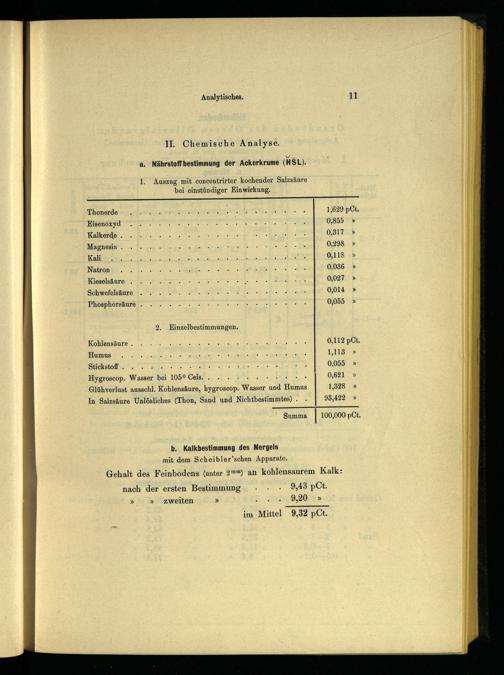 Analytisches. 11
II. Chemische Analyse.
a. Nährstoffbestimmung der Ackerkrume (H̆ŠL).
1. Auszug mit concentrirter kochender Salzsäure
bei einstündiger Einwirkung.
Thonerde . . . . . . . . . . . . . . . . 1,629 pCt.
Eisenoxyd . . . . . . . . . . . . . . . . 0,855 »
Kalkerde . . . . . . . . . . . . . . . . 0,317 »
Magnesia . . . . . . . . . . . . . . . . 0,298 »
Kali . . . . . . . . . . . . . . . . 0,118 »
Natron . . . . . . . . . . . . . . . . 0,036 »
Kieselsäure . . . . . . . . . . . . . . . . 0,027 »
Schwefelsäure . . . . . . . . . . . . . . . 0,014 »
Phosphorsäure . . . . . . . . . . . . . . . 0,055 »
2. Einzelbestimmungen.
Kohlensäure . . . . . . . . . . . . . . . . 0,112 pCt.
Humus . . . . . . . . . . . . . . . . 1,113 »
Stickstoff . . . . . . . . . . . . . . . . 0,055 »
Hygroscop. Wasser bei 105° Cels. . . . . . . . . . 0,621 »
Glühverlust ausschl. Kohlensäure, hygroscop. Wasser und Humus 1,328 »
In Salzsäure Unlösliches (Thon, Sand und Nichtbestimmtes) . . 93,422 »
Summa 100,000 pCt.
b. Kalkbestimmung des Mergels
mit dem Scheibler'schen Apparate.
Gehalt des Feinbodens (unter 2mm) an kohlensaurem Kalk:
nach der ersten Bestimmung . . . 9,43 pCt.
» » zweiten » . . . 9,20 »
im Mittel 9,32 pCt.